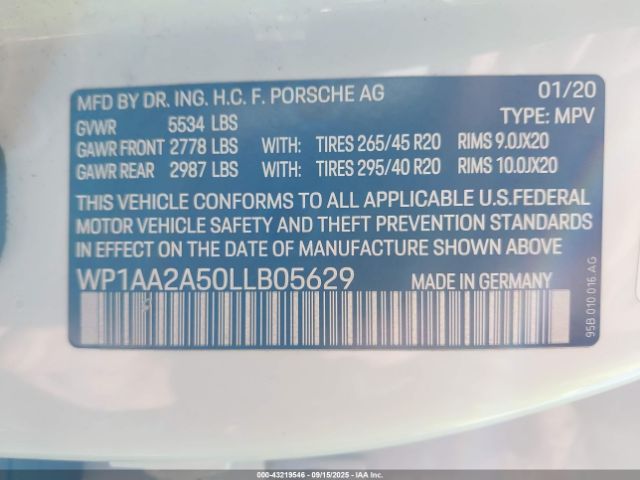 MFD BY DR. ING. H.C. F. PORSCHE AG 01/20
GVWR 5534 LBS TYPE: MPV
GAWR FRONT 2778 LBS WITH: TIRES 265/45 R20 RIMS 9.0JX20
GAWR REAR 2987 LBS WITH: TIRES 295/40 R20 RIMS 10.0JX20
THIS VEHICLE CONFORMS TO ALL APPLICABLE U.S.FEDERAL
MOTOR VEHICLE SAFETY AND THEFT PREVENTION STANDARDS
IN EFFECT ON THE DATE OF MANUFACTURE SHOWN ABOVE
WP1AA2A50LLB05629 MADE IN GERMANY
95B 010 016 AG
000-43219546 - 09/15/2025 - IAA Inc.